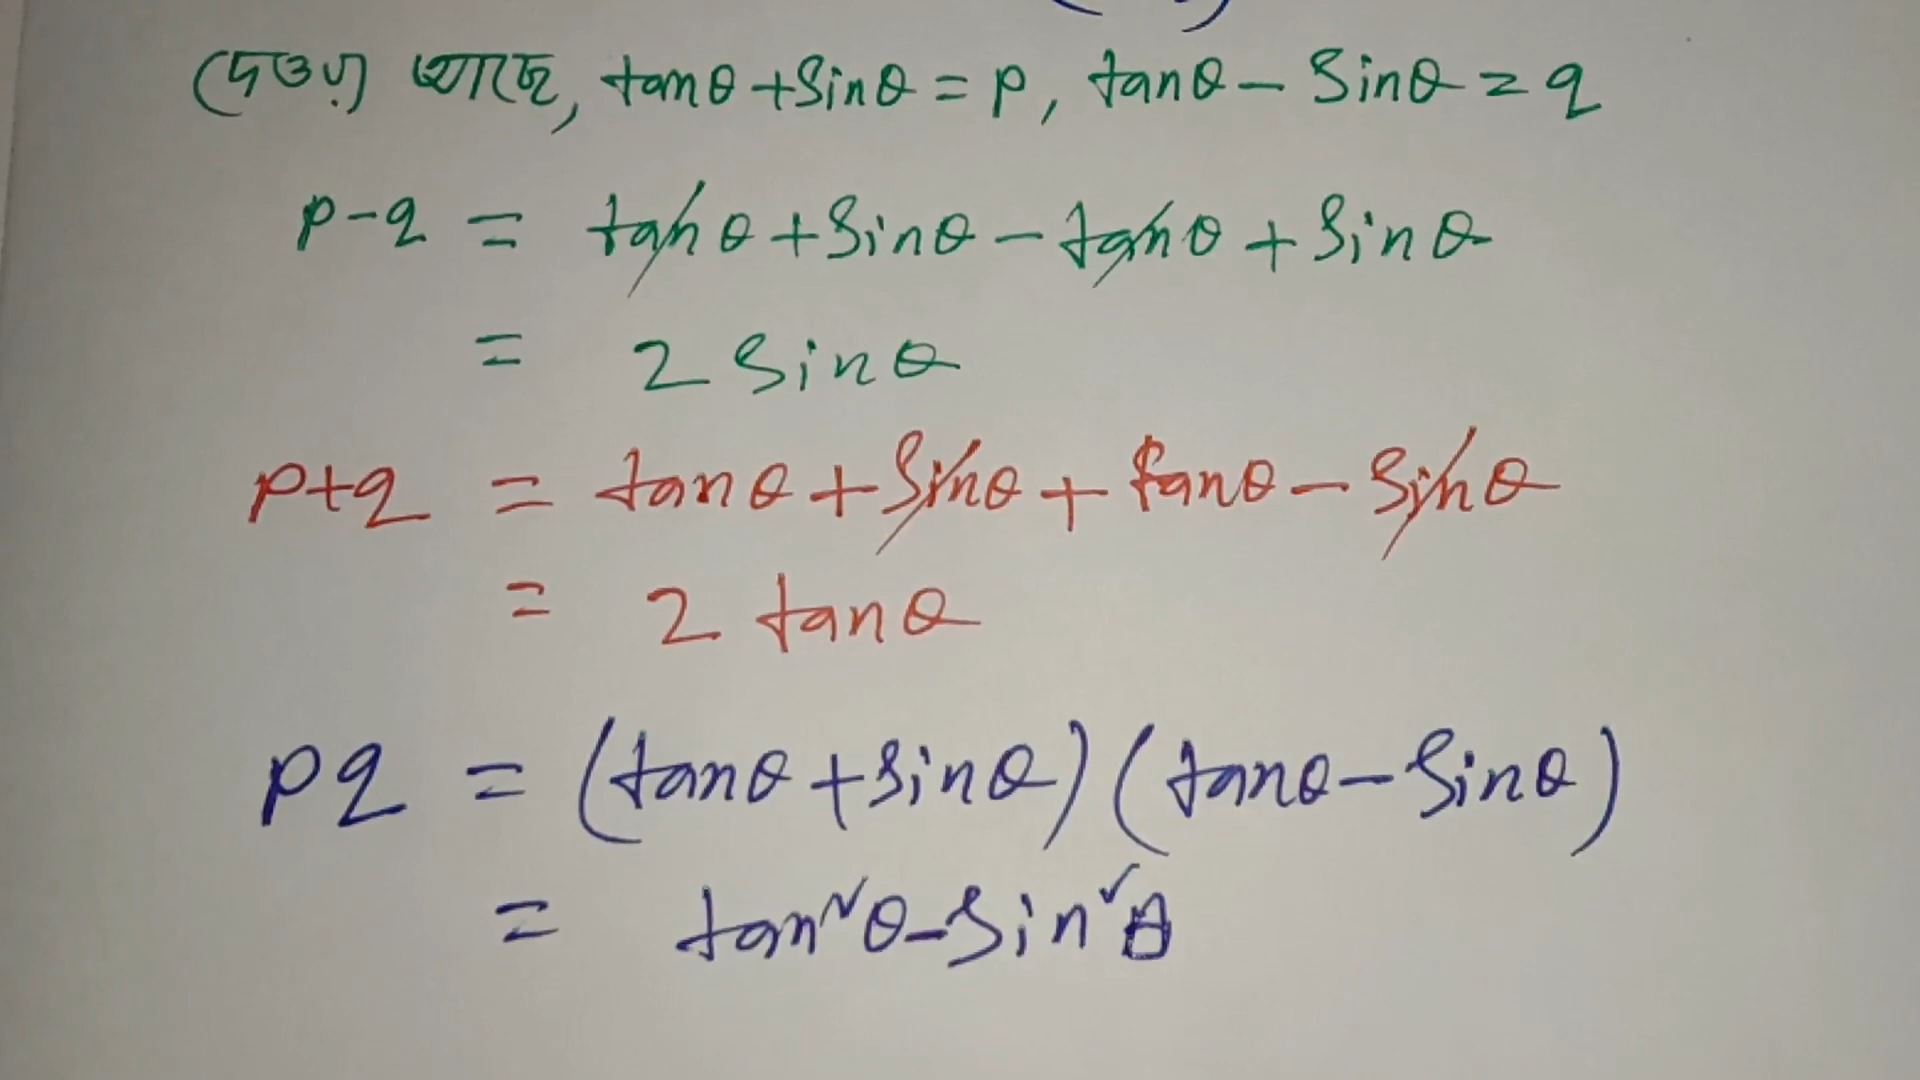 দেওয়া আছে, tanθ + sinθ = p, tanθ - sinθ = q
p-q = tanθ + sinθ - tanθ + sinθ
= 2 sinθ
p+q = tanθ + sinθ + tanθ - sinθ
= 2 tanθ
pq = (tanθ + sinθ) (tanθ - sinθ)
= tan²θ - sin²θ